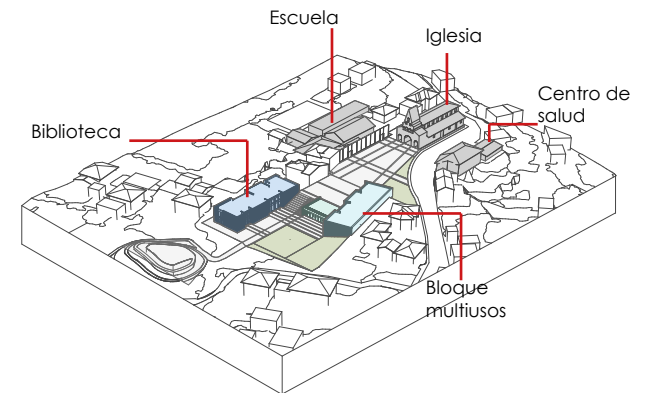 Escuela
Iglesia
Centro de
salud
Biblioteca
Bloque
multiusos